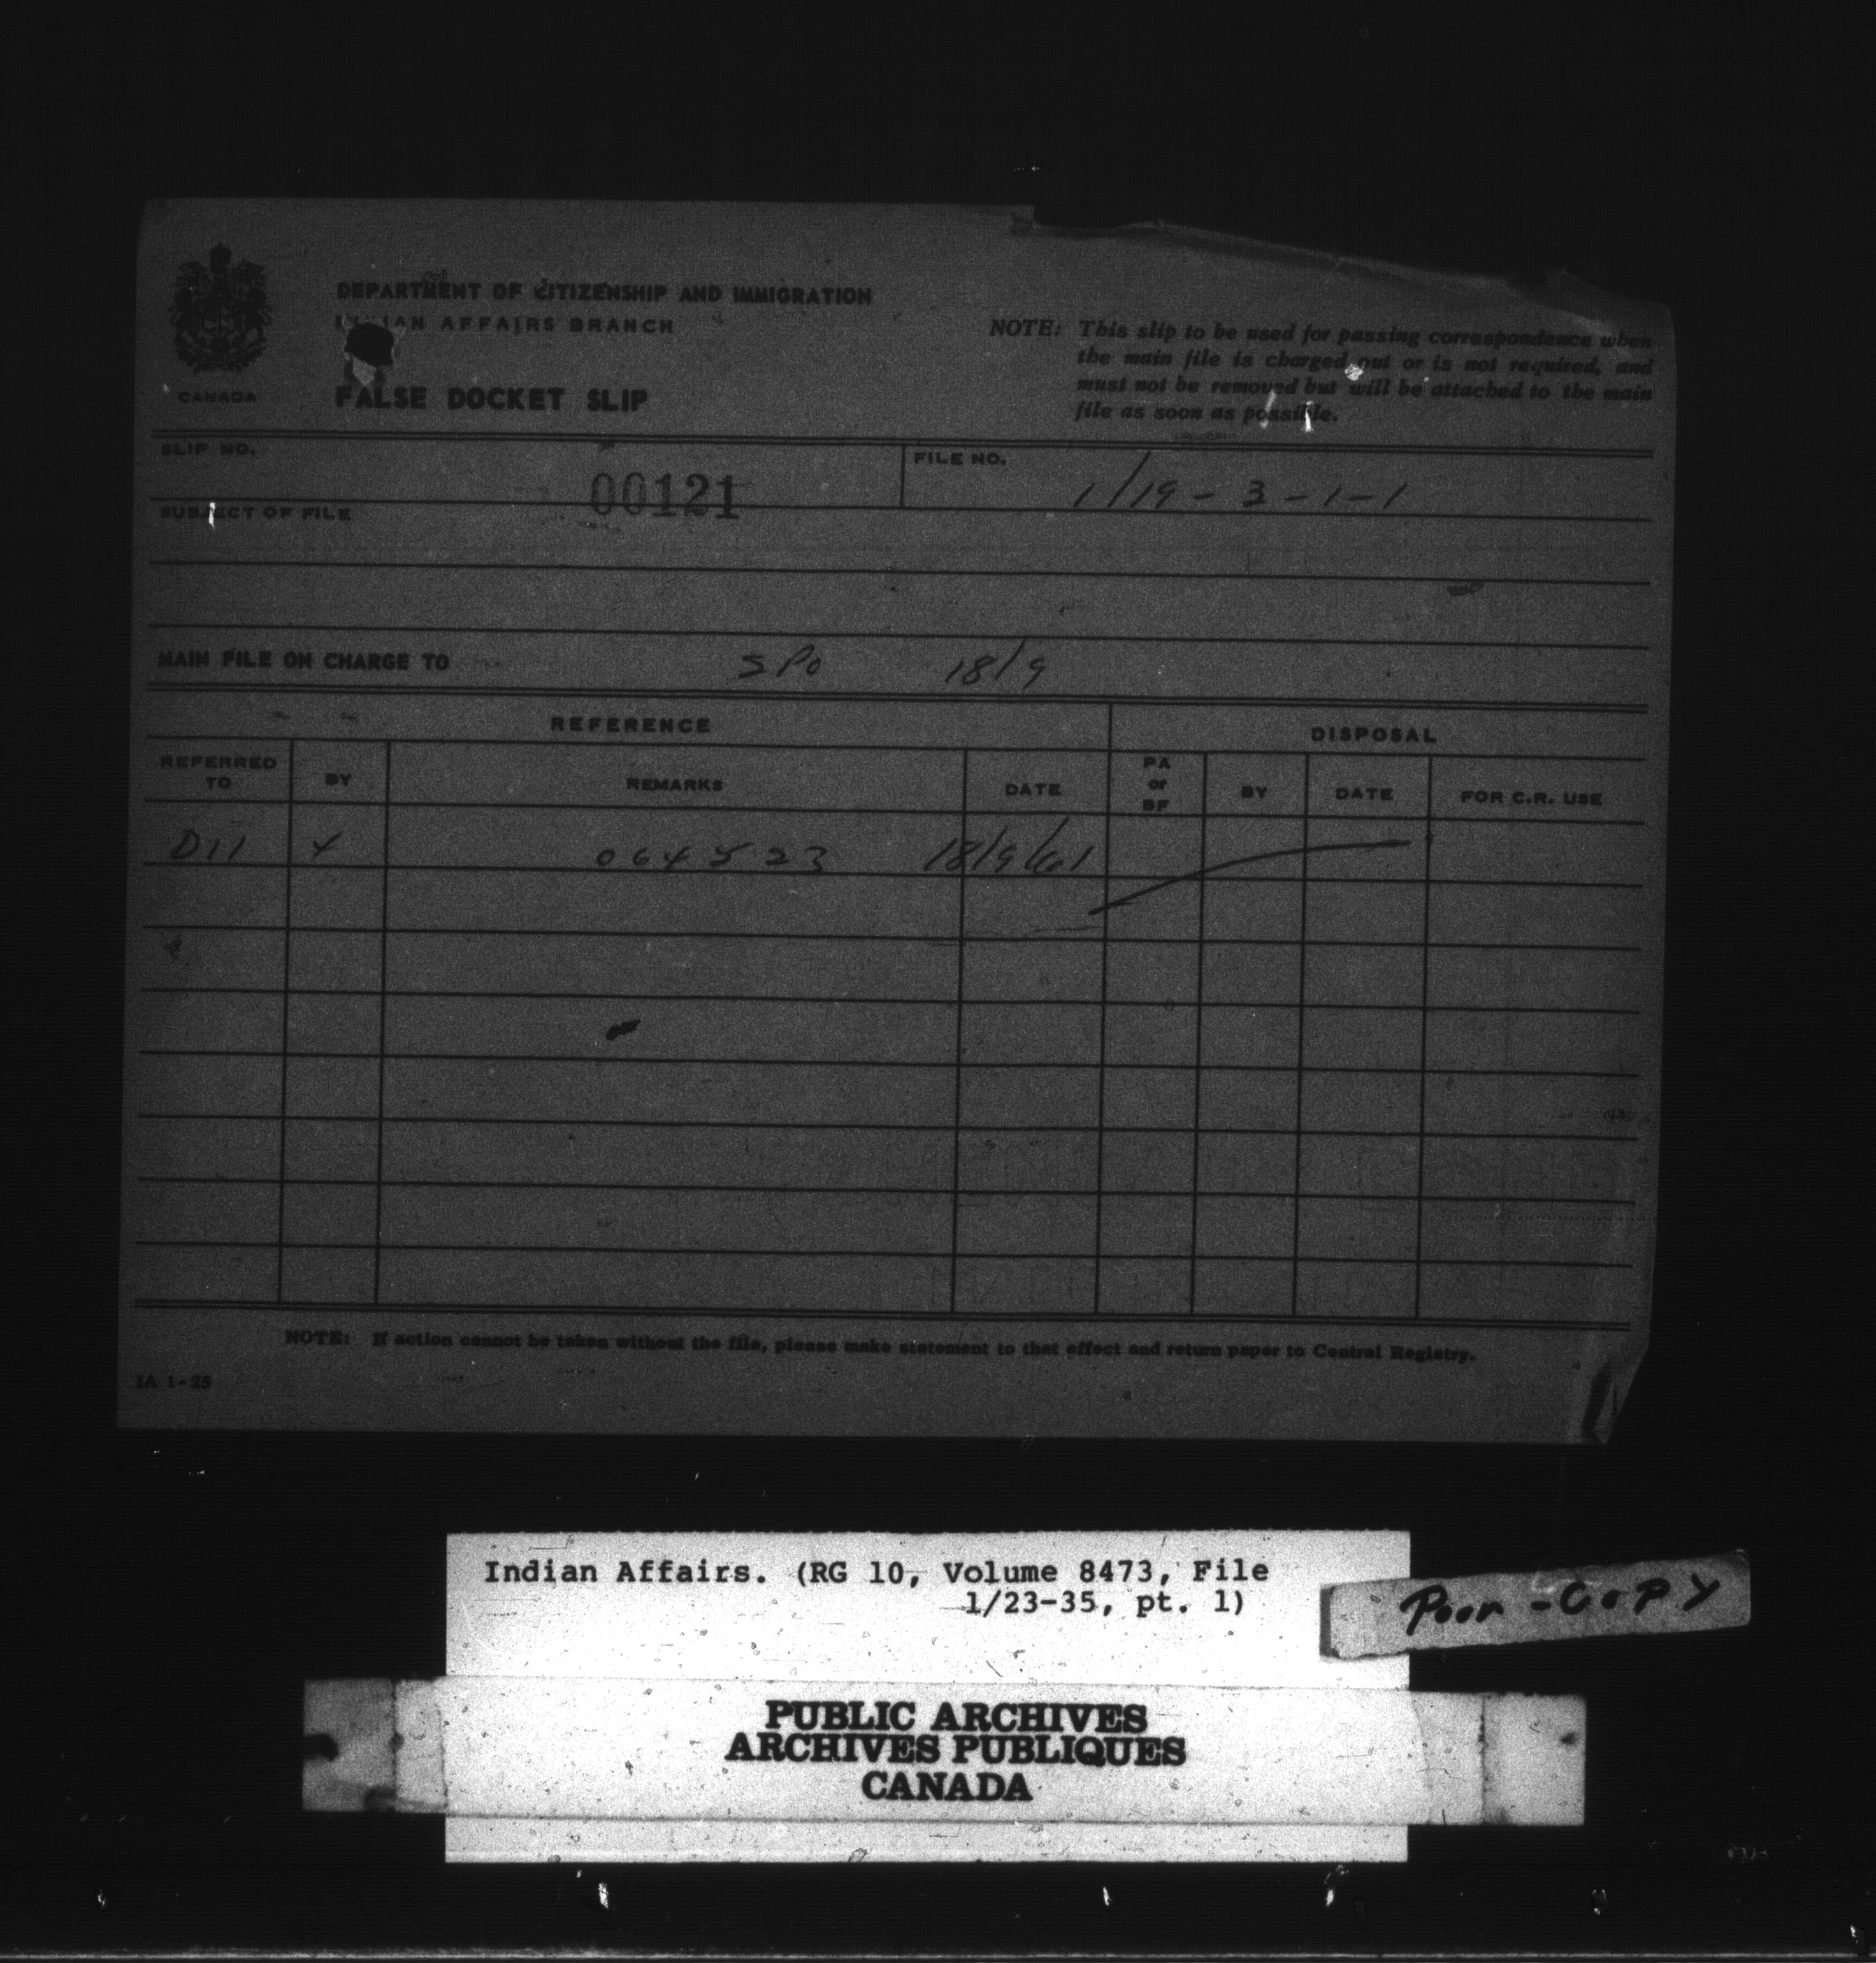 DEPARTMENT OF CITIZENSHIP AND IMMIGRATION
INDIAN AFFAIRS BRANCH
CANADA
FALSE DOCKET SLIP
NOTE: This slip to be used for passing correspondence when
the main file is charged out or is not required, and
must not be removed but will be attached to the main
file as soon as possible.
SLIP NO. 00121
FILE NO. 1/19-3-1-1
SUBJECT OF FILE
MAIN FILE ON CHARGE TO SPO 18/9
REFERENCE DISPOSAL
REFERRED TO BY REMARKS DATE PA or BF BY DATE FOR C.R. USE
D11 064523 18/9/61
NOTE: If action cannot be taken without the file, please make statement to that effect and return paper to Central Registry.
IA 1-25
Indian Affairs. (RG 10, Volume 8473, File
1/23-35, pt. 1)
Poor-COPY
PUBLIC ARCHIVES
ARCHIVES PUBLIQUES
CANADA